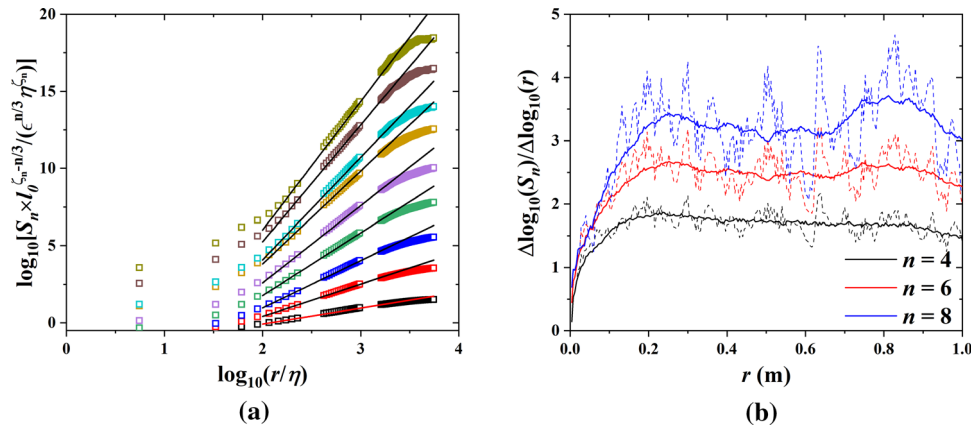 20
15
10
5
0
0 1 2 3 4
log₁₀[Sₙ×l₀^(ζₙ-n/3)/(ϵ^(n/3) η^(ζₙ))]
log₁₀(r/η)
(a)
5
4
3
2
1
0
0.0 0.2 0.4 0.6 0.8 1.0
Δlog₁₀(Sₙ)/Δlog₁₀(r)
n = 4
n = 6
n = 8
r (m)
(b)